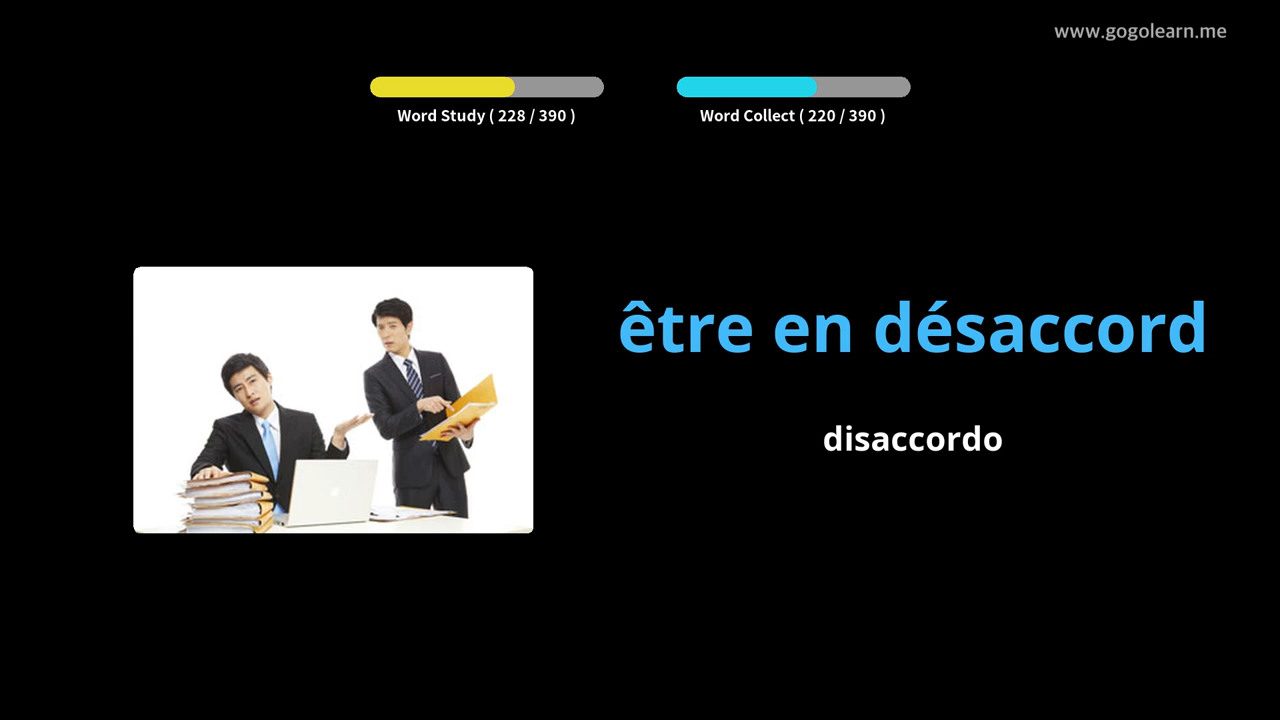 www.gogolearn.me
Word Study ( 228 / 390 )
Word Collect ( 220 / 390 )
être en désaccord
disaccordo